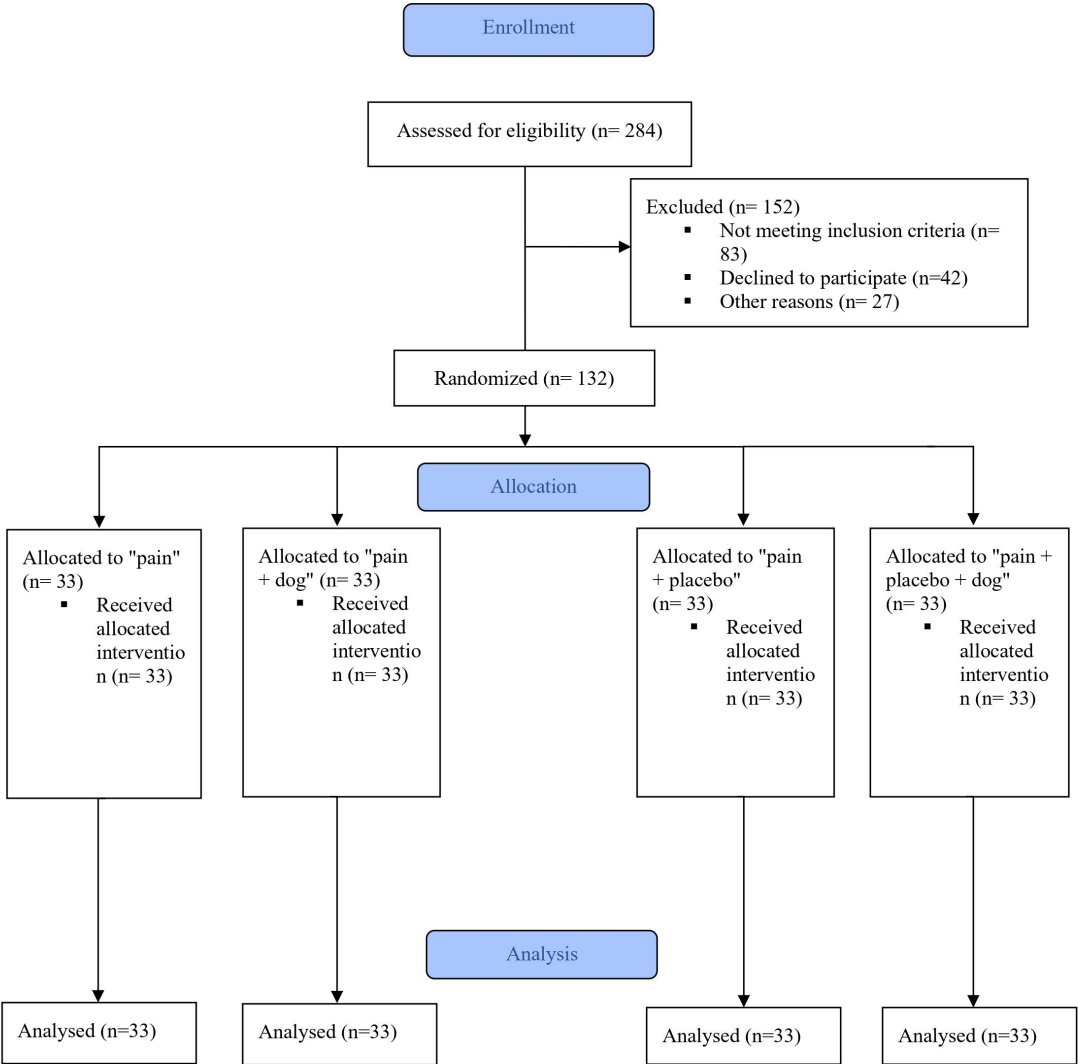 Enrollment
Assessed for eligibility (n= 284)
Excluded (n= 152)
▪ Not meeting inclusion criteria (n=
83)
▪ Declined to participate (n=42)
▪ Other reasons (n= 27)
Randomized (n= 132)
Allocation
Allocated to "pain"
(n= 33)
▪ Received
allocated
interventio
n (n= 33)
Allocated to "pain
+ dog" (n= 33)
▪ Received
allocated
interventio
n (n= 33)
Allocated to "pain
+ placebo"
(n= 33)
▪ Received
allocated
interventio
n (n= 33)
Allocated to "pain +
placebo + dog"
(n= 33)
▪ Received
allocated
interventio
n (n= 33)
Analysis
Analysed (n=33)
Analysed (n=33)
Analysed (n=33)
Analysed (n=33)